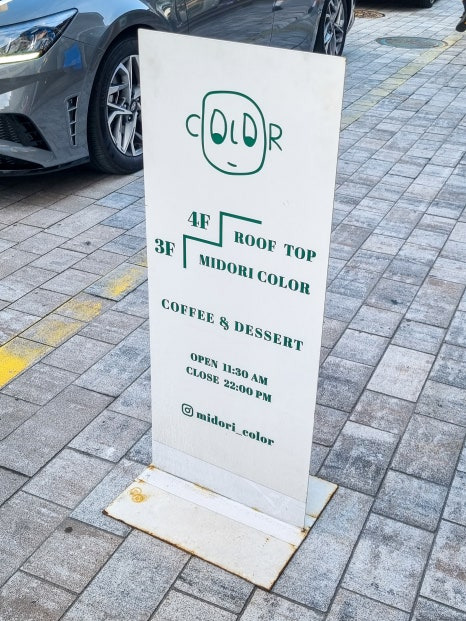 COLOR
4F ROOF TOP
3F MIDORI COLOR
COFFEE & DESSERT
OPEN 11:30 AM
CLOSE 22:00 PM
midori_color